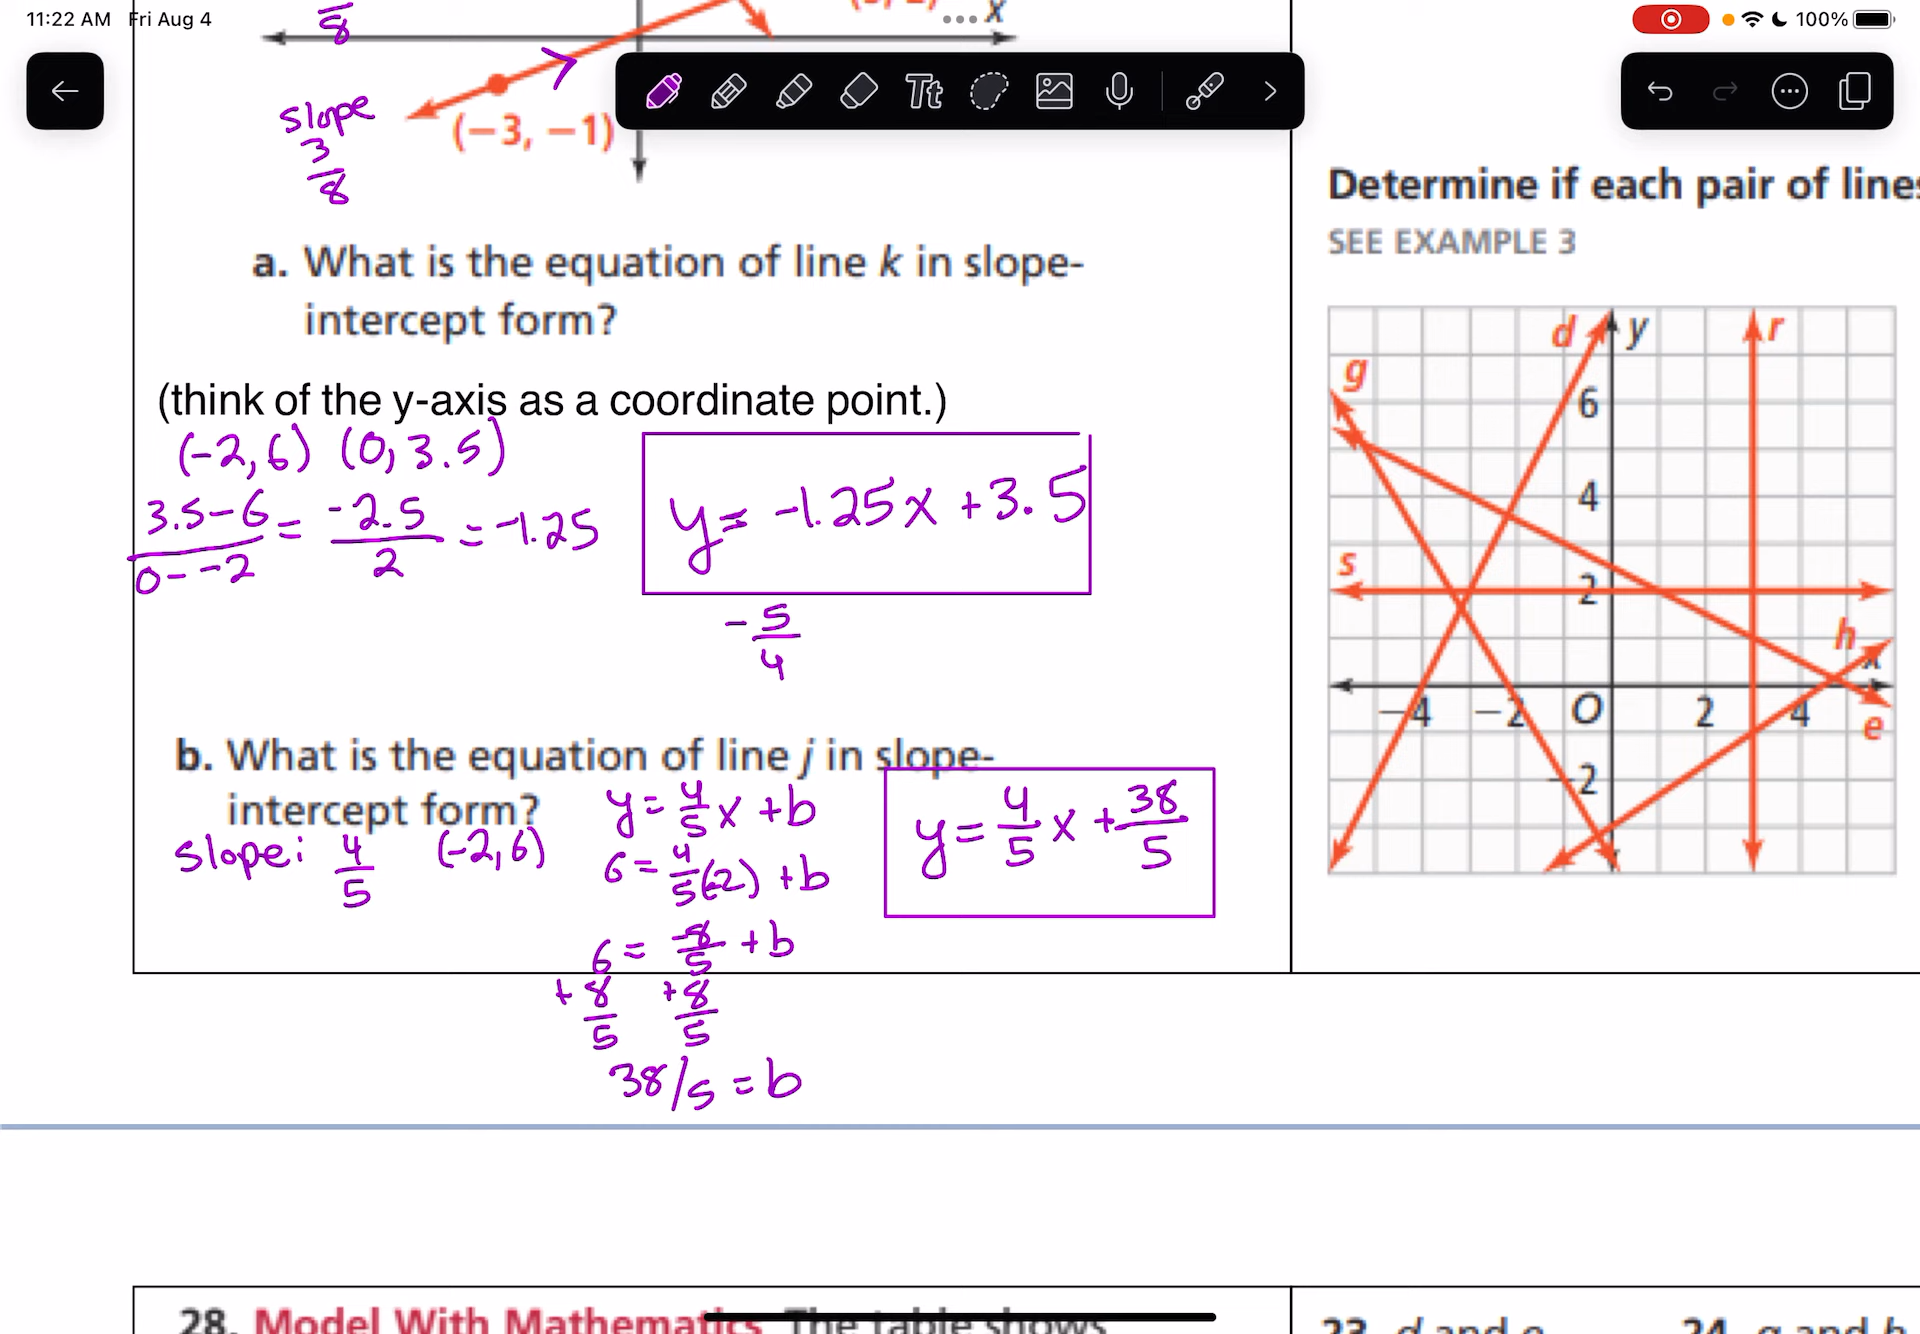 11:22 AM Fri Aug 4
100%
8
x
Tt
slope
3
8
(−3, −1)
a. What is the equation of line k in slope-
intercept form?
(think of the y-axis as a coordinate point.)
(-2,6) (0,3.5)
3.5-6 = -2.5 = -1.25
0--2 2
y= -1.25x +3.5
-5
4
b. What is the equation of line j in slope-
intercept form?
slope: 4/5 (-2,6)
y= 4/5 x +b
6= 4/5(-2) +b
6= -8/5 +b
+8/5 +8/5
38/5 =b
y= 4/5 x + 38/5
28. Model With Mathematics The table shows
Determine if each pair of lines
SEE EXAMPLE 3
d y r
g
6
4
s
2
h
x
−4 −2 O 2 4
e
−2
23. d and e 24. g and h